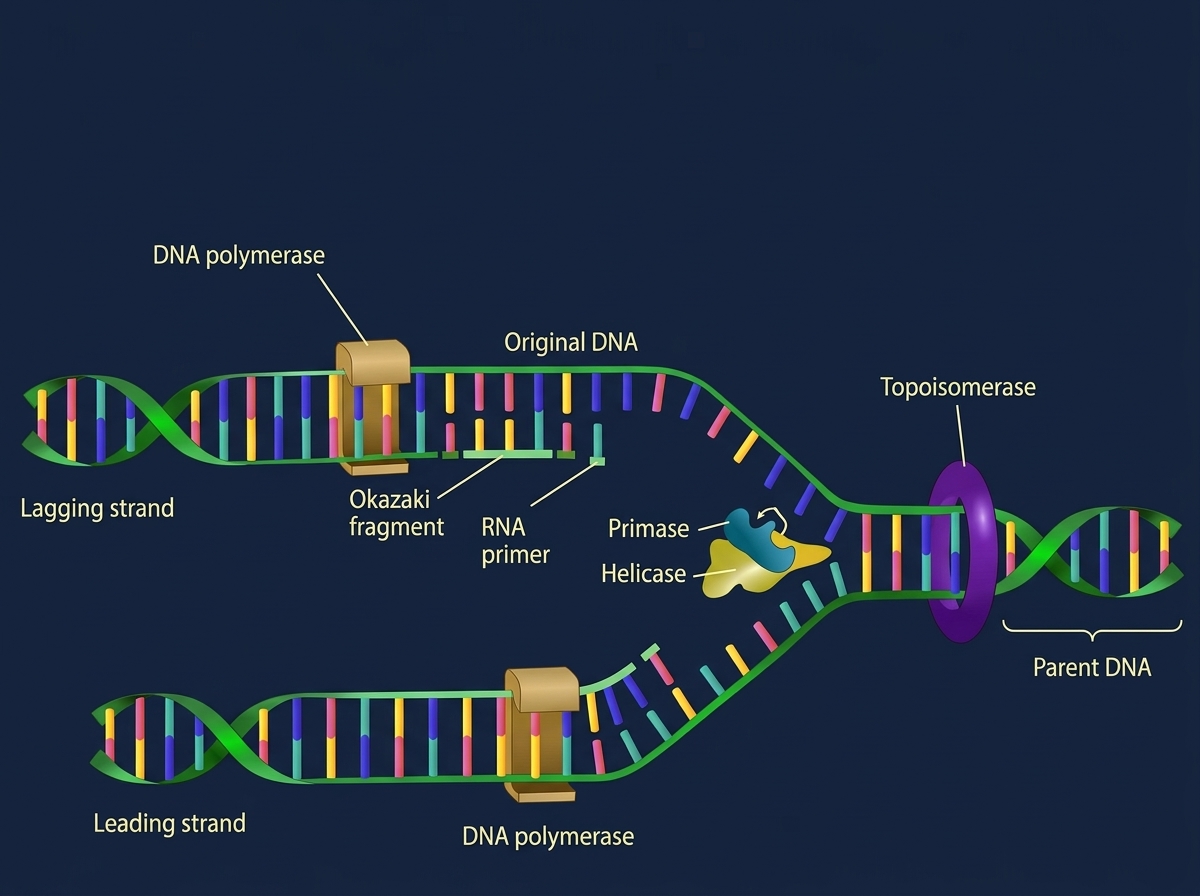 DNA polymerase
Original DNA
Topoisomerase
Lagging strand
Okazaki
fragment
RNA
primer
Primase
Helicase
Parent DNA
Leading strand
DNA polymerase